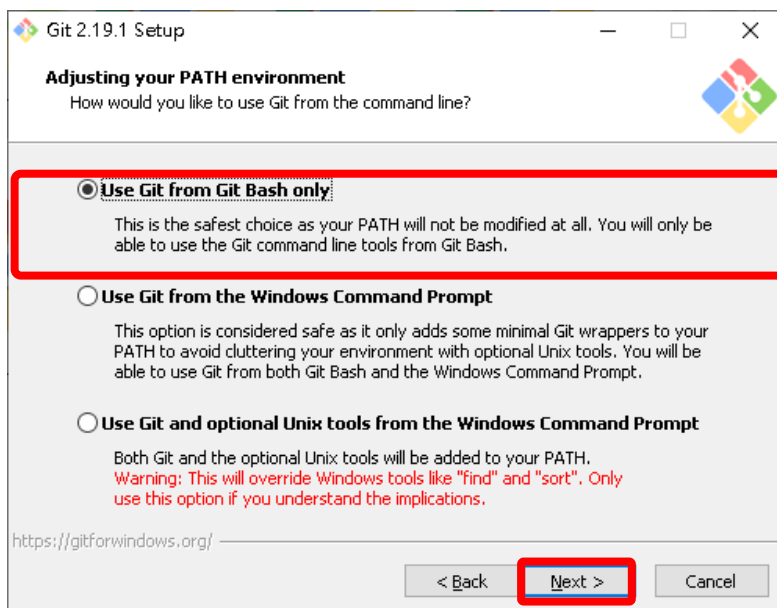 Git 2.19.1 Setup
Adjusting your PATH environment
How would you like to use Git from the command line?
Use Git from Git Bash only
This is the safest choice as your PATH will not be modified at all. You will only be
able to use the Git command line tools from Git Bash.
Use Git from the Windows Command Prompt
This option is considered safe as it only adds some minimal Git wrappers to your
PATH to avoid cluttering your environment with optional Unix tools. You will be
able to use Git from both Git Bash and the Windows Command Prompt.
Use Git and optional Unix tools from the Windows Command Prompt
Both Git and the optional Unix tools will be added to your PATH.
Warning: This will override Windows tools like "find" and "sort". Only
use this option if you understand the implications.
https://gitforwindows.org/
< Back Next > Cancel